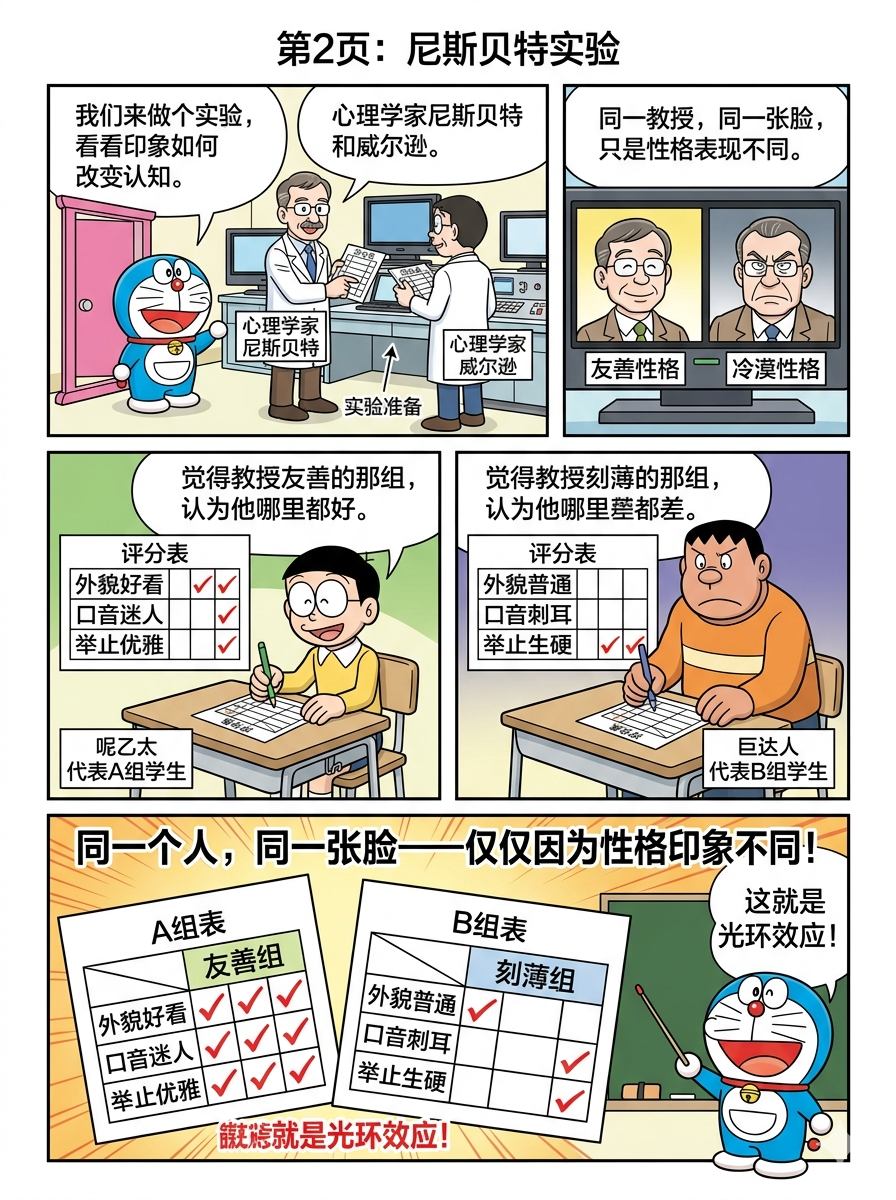 第2页：尼斯贝特实验
我们来做个实验，
看看印象如何
改变认知。
心理学家尼斯贝特
和威尔逊。
心理学家
尼斯贝特
实验准备
心理学家
威尔逊
同一教授，同一张脸，
只是性格表现不同。
友善性格
冷漠性格
觉得教授友善的那组，
认为他哪里都好。
评分表
外貌好看
口音迷人
举止优雅
呢乙太
代表A组学生
觉得教授刻薄的那组，
认为他哪里都差。
评分表
外貌普通
口音刺耳
举止生硬
巨达人
代表B组学生
同一个人，同一张脸——仅仅因为性格印象不同！
A组表
友善组
外貌好看
口音迷人
举止优雅
B组表
刻薄组
外貌普通
口音刺耳
举止生硬
这就是
光环效应！
就是光环效应！